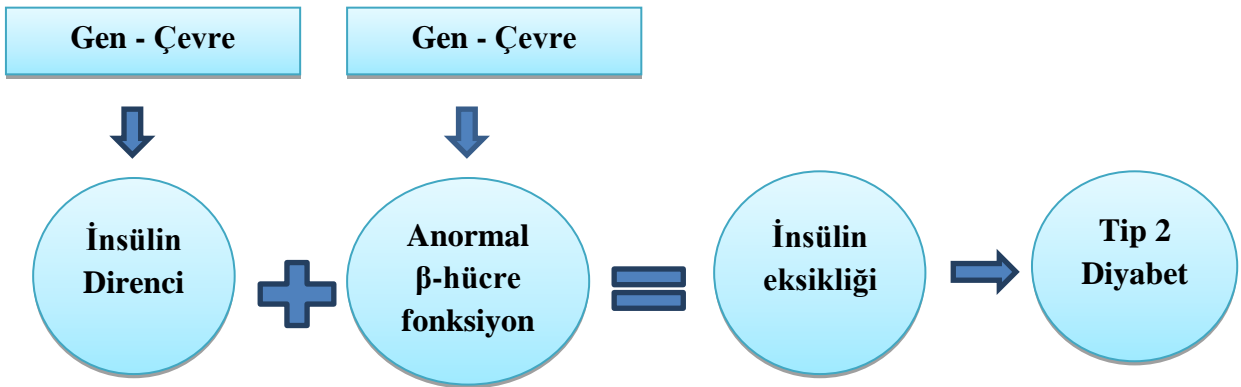 Gen - Çevre
Gen - Çevre
İnsülin
Direnci
Anormal
β-hücre
fonksiyon
İnsülin
eksikliği
Tip 2
Diyabet